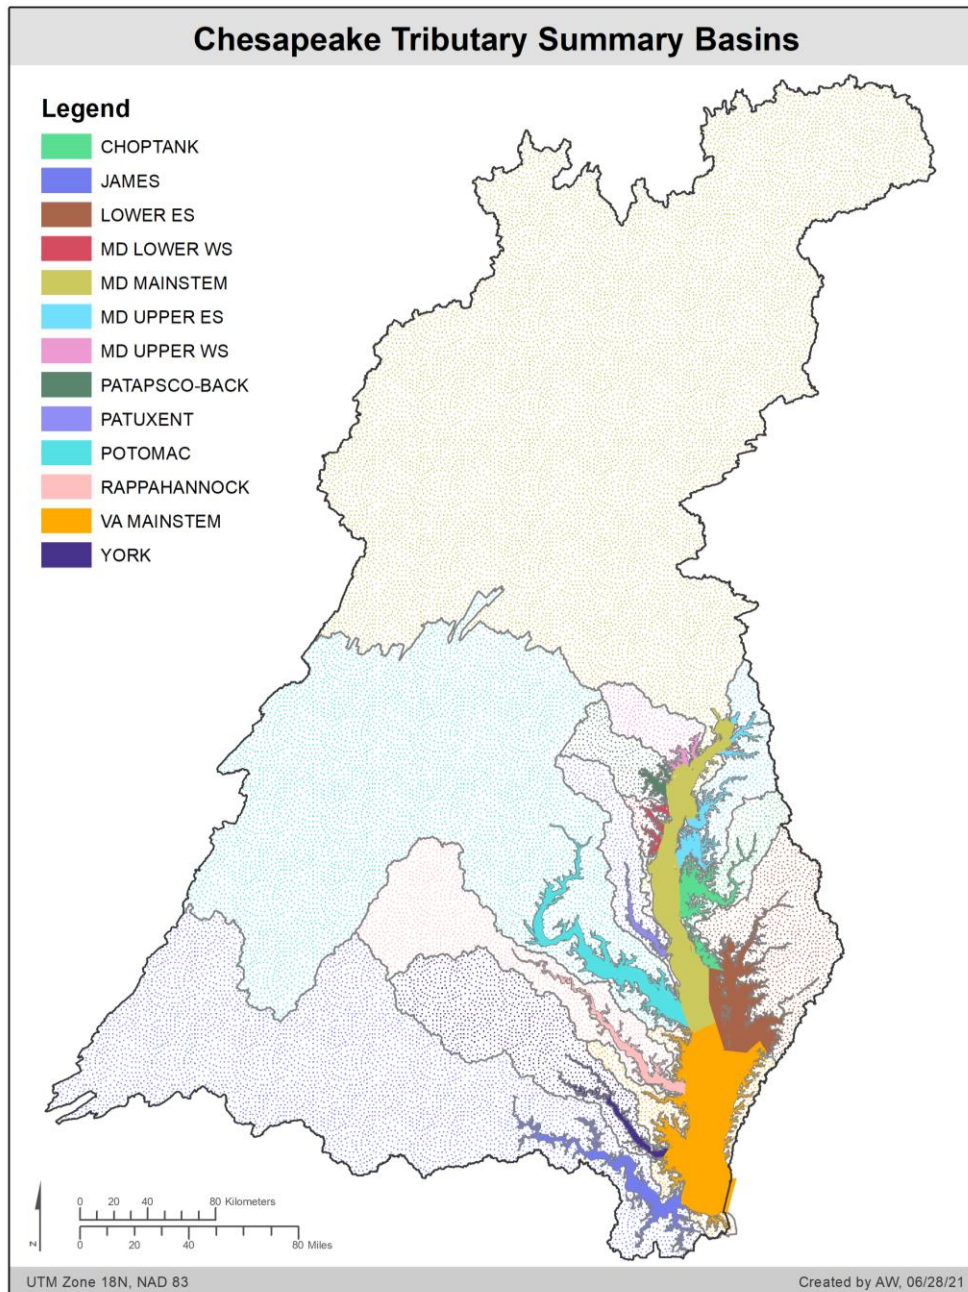 Chesapeake Tributary Summary Basins
Legend
CHOPTANK
JAMES
LOWER ES
MD LOWER WS
MD MAINSTEM
MD UPPER ES
MD UPPER WS
PATAPSCO-BACK
PATUXENT
POTOMAC
RAPPAHANNOCK
VA MAINSTEM
YORK
0 20 40 80 Kilometers
0 20 40 80 Miles
N
UTM Zone 18N, NAD 83
Created by AW, 06/28/21